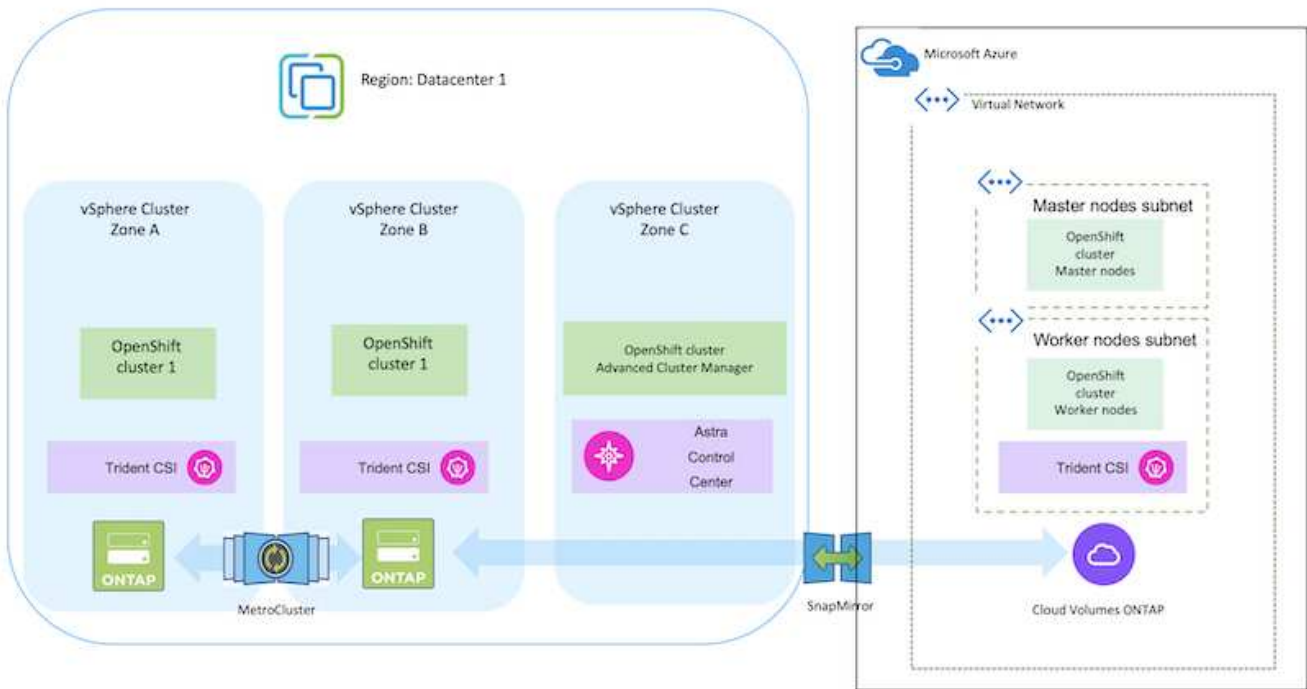 Region: Datacenter 1
vSphere Cluster
Zone A
OpenShift
cluster 1
Trident CSI
ONTAP
vSphere Cluster
Zone B
OpenShift
cluster 1
Trident CSI
ONTAP
MetroCluster
vSphere Cluster
Zone C
OpenShift cluster
Advanced Cluster Manager
Astra
Control
Center
SnapMirror
Microsoft Azure
Virtual Network
Master nodes subnet
OpenShift
cluster
Master nodes
Worker nodes subnet
OpenShift
cluster
Worker nodes
Trident CSI
Cloud Volumes ONTAP